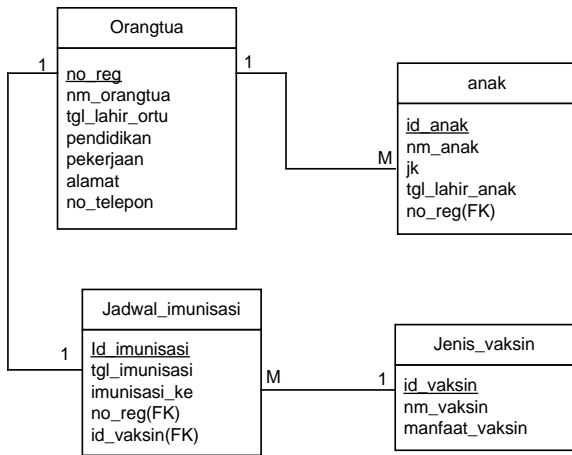 Orangtua
1
1
no_reg
nm_orangtua
tgl_lahir_ortu
pendidikan
pekerjaan
alamat
no_telepon
anak
M
id_anak
nm_anak
jk
tgl_lahir_anak
no_reg(FK)
Jadwal_imunisasi
1
Id_imunisasi
tgl_imunisasi
imunisasi_ke
no_reg(FK)
id_vaksin(FK)
M
1
Jenis_vaksin
id_vaksin
nm_vaksin
manfaat_vaksin